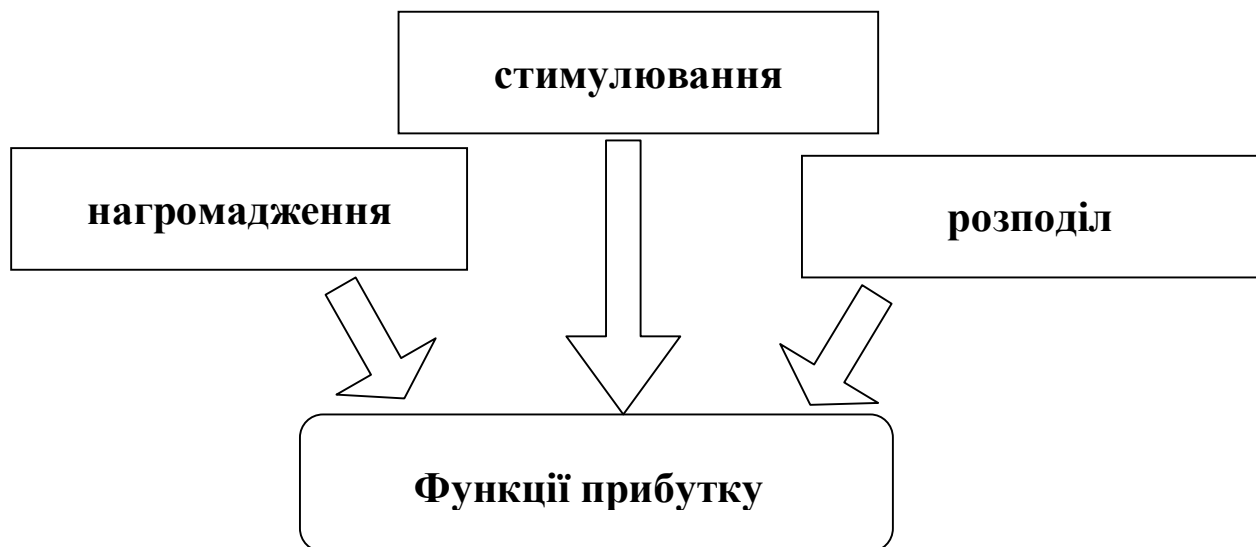 стимулювання
нагромадження
розподіл
Функції прибутку